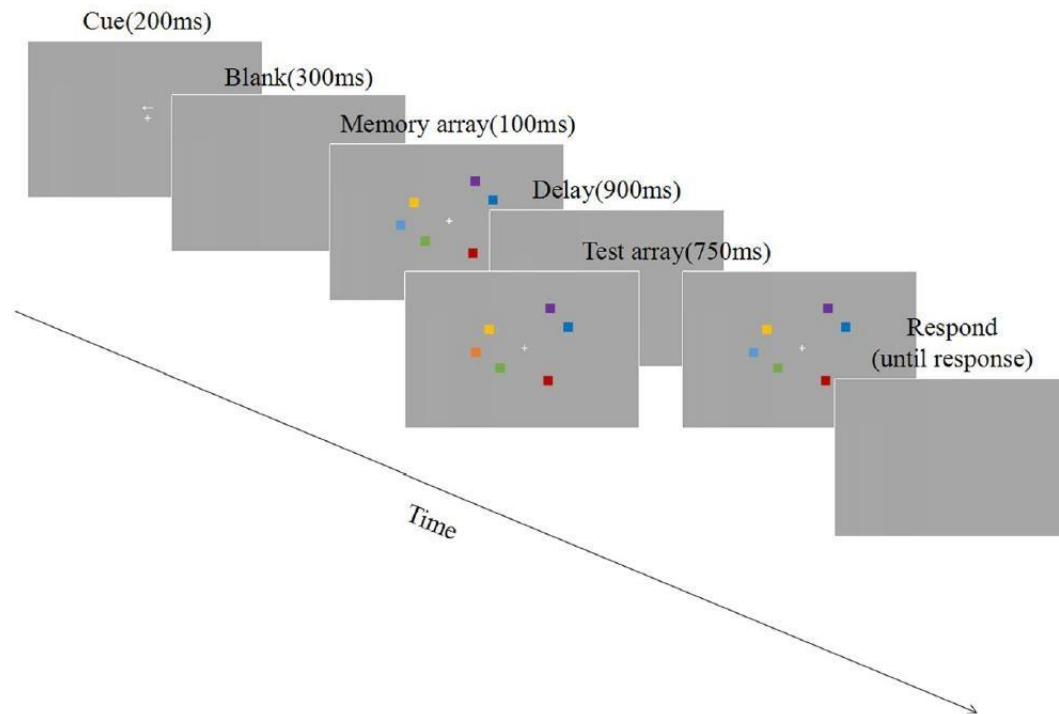 Cue(200ms)
Blank(300ms)
Memory array(100ms)
Delay(900ms)
Test array(750ms)
Respond
(until response)
Time